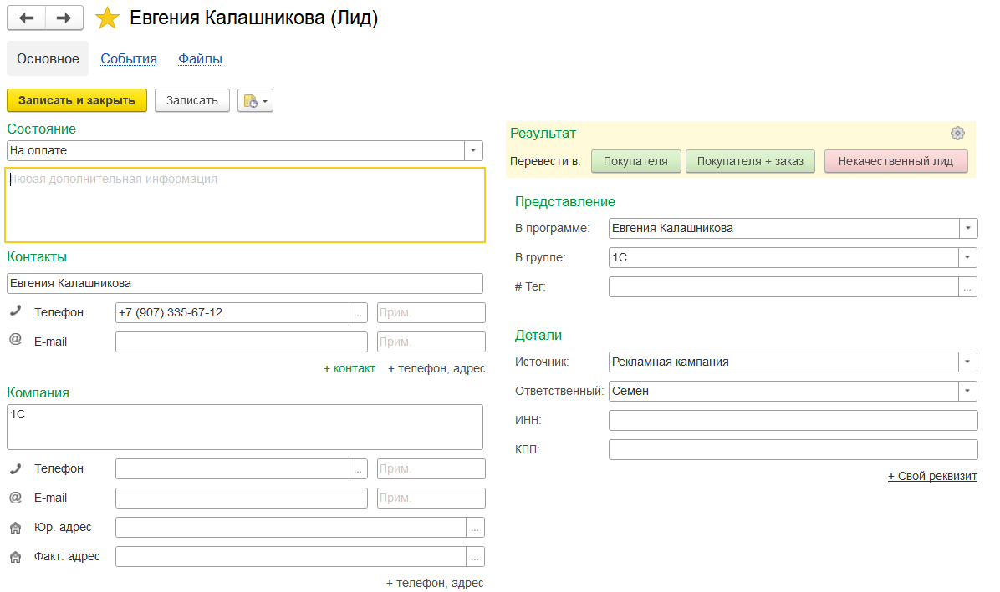 Евгения Калашникова (Лид)
Основное События Файлы
Записать и закрыть Записать
Состояние
На оплате
Любая дополнительная информация
Контакты
Евгения Калашникова
Телефон +7 (907) 335-67-12 ... Прим.
@ E-mail Прим.
+ контакт + телефон, адрес
Компания
1С
Телефон ... Прим.
@ E-mail Прим.
Юр. адрес ...
Факт. адрес ...
+ телефон, адрес
Результат
Перевести в: Покупателя Покупателя + заказ Некачественный лид
Представление
В программе: Евгения Калашникова
В группе: 1С
# Тег: ...
Детали
Источник: Рекламная кампания
Ответственный: Семён
ИНН:
КПП:
+ Свой реквизит